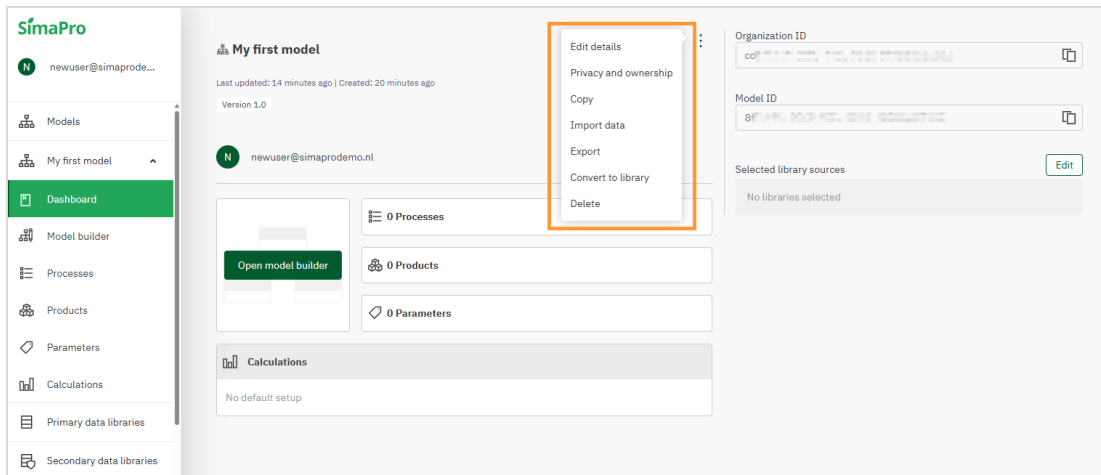 SimaPro
N
newuser@simaprode...
Models
My first model
Dashboard
Model builder
Processes
Products
Parameters
Calculations
Primary data libraries
Secondary data libraries
My first model
Last updated: 14 minutes ago | Created: 20 minutes ago
Version 1.0
N
newuser@simaprodemo.nl
Open model builder
0 Processes
0 Products
0 Parameters
Calculations
No default setup
Edit details
Privacy and ownership
Copy
Import data
Export
Convert to library
Delete
Organization ID
Model ID
Selected library sources
Edit
No libraries selected